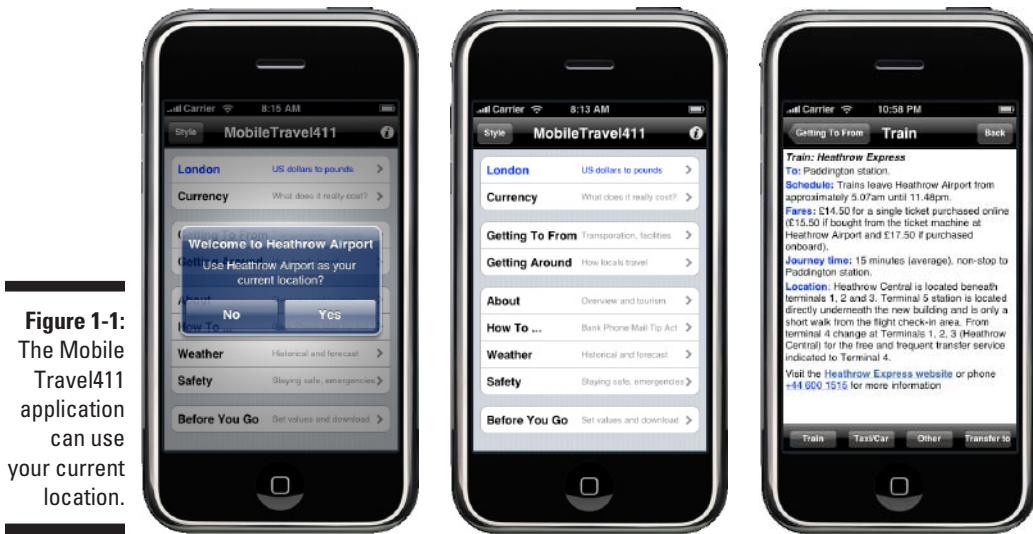 Figure 1-1:
The Mobile
Travel411
application
can use
your current
location.
Carrier 8:15 AM
Style MobileTravel411
London US dollars to pounds
Currency What does it really cost?
Getting To From
Getting Around
Welcome to Heathrow Airport
Use Heathrow Airport as your
current location?
No Yes
About Overview and tourism
How To ...
Weather Historical and forecast
Safety Staying safe, emergencies
Before You Go Set values and download
Carrier 8:13 AM
Style MobileTravel411
London US dollars to pounds
Currency What does it really cost?
Getting To From Transporation, facilities
Getting Around How locals travel
About Overview and tourism
How To ... Bank Phone Mail Tip Act
Weather Historical and forecast
Safety Staying safe, emergencies
Before You Go Set values and download
Carrier 10:58 PM
Getting To From Train Back
Train: Heathrow Express
To: Paddington station.
Schedule: Trains leave Heathrow Airport from
approximately 5.07am until 11.48pm.
Fares: £14.50 for a single ticket purchased online
(£15.50 if bought from the ticket machine at
Heathrow Airport and £17.50 if purchased
onboard).
Journey time: 15 minutes (average), non-stop to
Paddington station.
Location: Heathrow Central is located beneath
terminals 1, 2 and 3. Terminal 5 station is located
directly underneath the new building and is only a
short walk from the flight check-in area. From
terminal 4 change at Terminals 1, 2, 3 (Heathrow
Central) for the free and frequent transfer service
indicated to Terminal 4.
Visit the Heathrow Express website or phone
+44 600 1515 for more information
Train Taxi/Car Other Transfer to